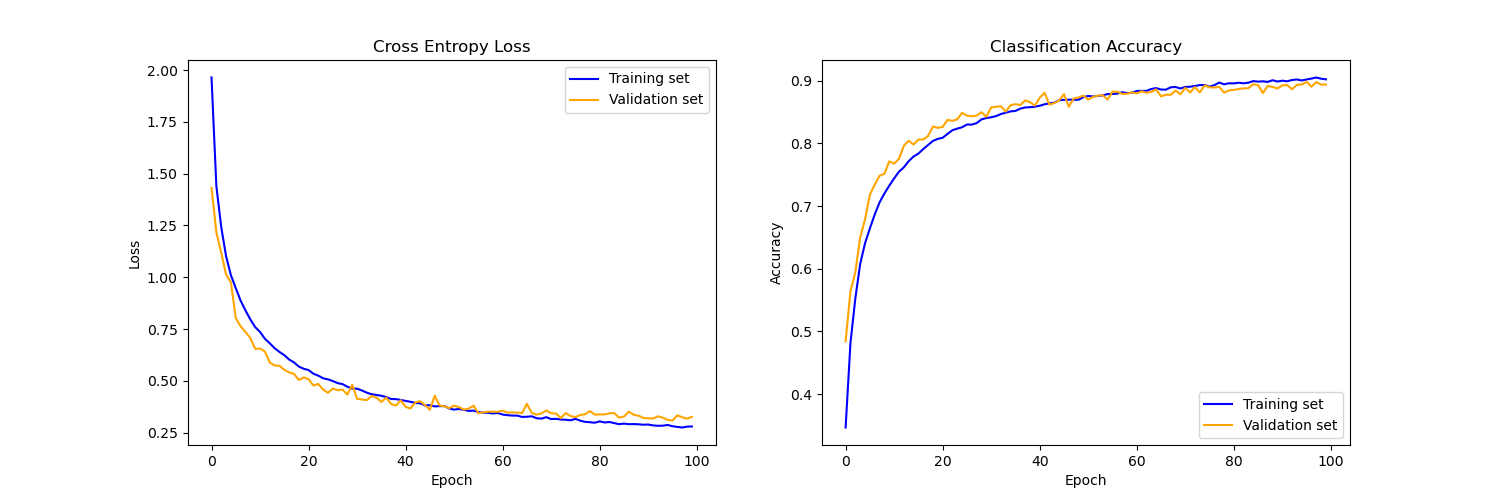 Cross Entropy Loss
2.00
1.75
1.50
1.25
1.00
0.75
0.50
0.25
Loss
0 20 40 60 80 100
Epoch
Training set
Validation set
Classification Accuracy
0.9
0.8
0.7
0.6
0.5
0.4
Accuracy
0 20 40 60 80 100
Epoch
Training set
Validation set